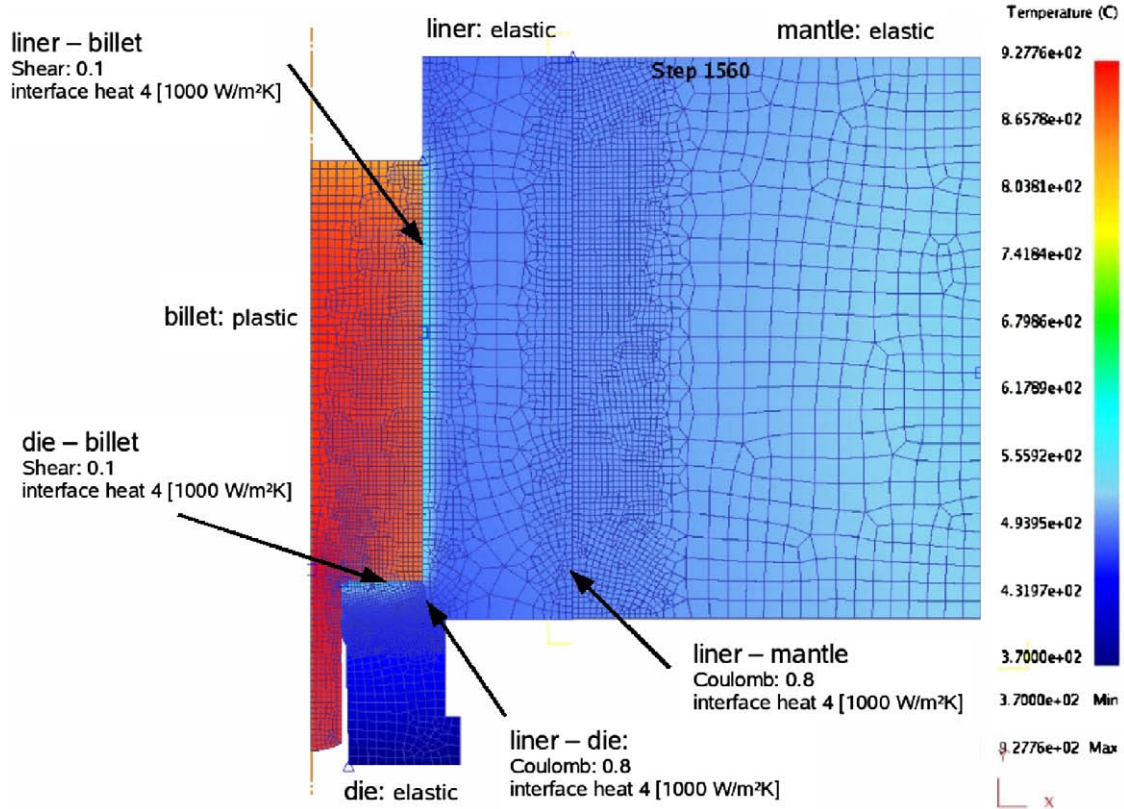 liner – billet
Shear: 0.1
interface heat 4 [1000 W/m²K]
liner: elastic
mantle: elastic
Step 1560
billet: plastic
die – billet
Shear: 0.1
interface heat 4 [1000 W/m²K]
liner – mantle
Coulomb: 0.8
interface heat 4 [1000 W/m²K]
liner – die:
Coulomb: 0.8
interface heat 4 [1000 W/m²K]
die: elastic
Temperature (C)
9.2776e+02
8.6578e+02
8.0381e+02
7.4184e+02
6.7986e+02
6.1789e+02
5.5592e+02
4.9395e+02
4.3197e+02
3.7000e+02
3.7000e+02 Min
9.2776e+02 Max
Y
X